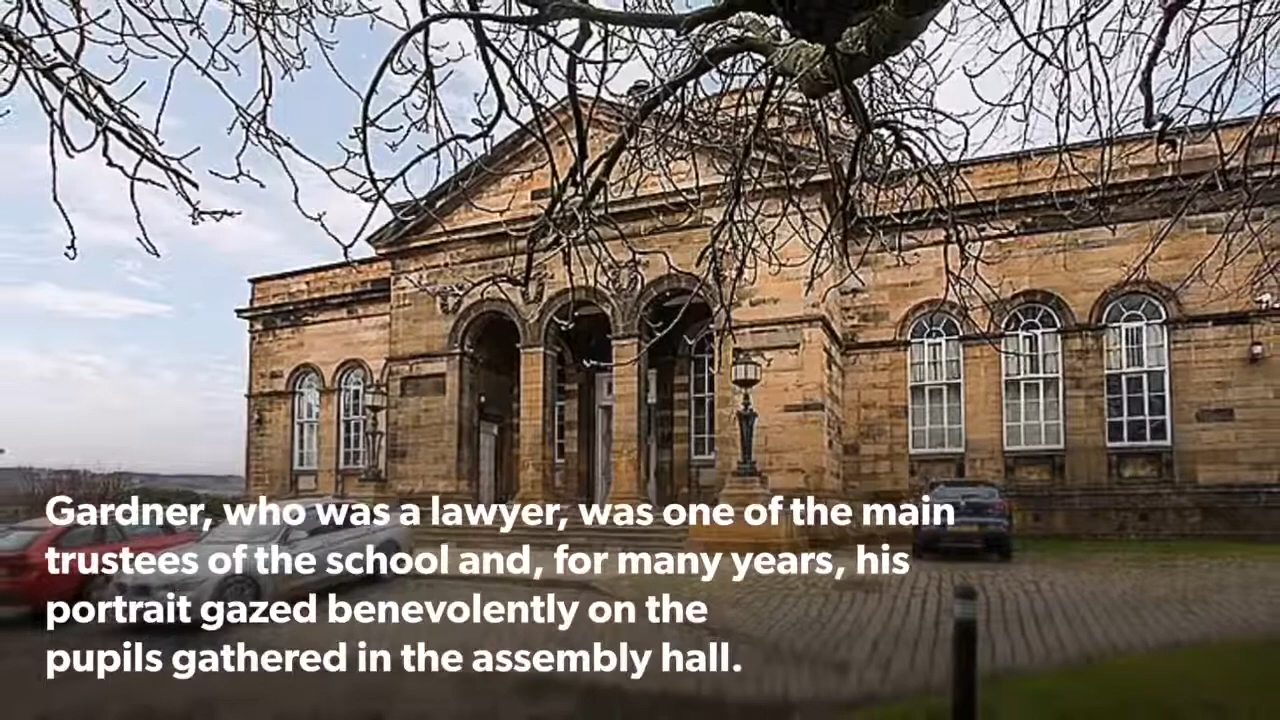 Gardner, who was a lawyer, was one of the main
trustees of the school and, for many years, his
portrait gazed benevolently on the
pupils gathered in the assembly hall.